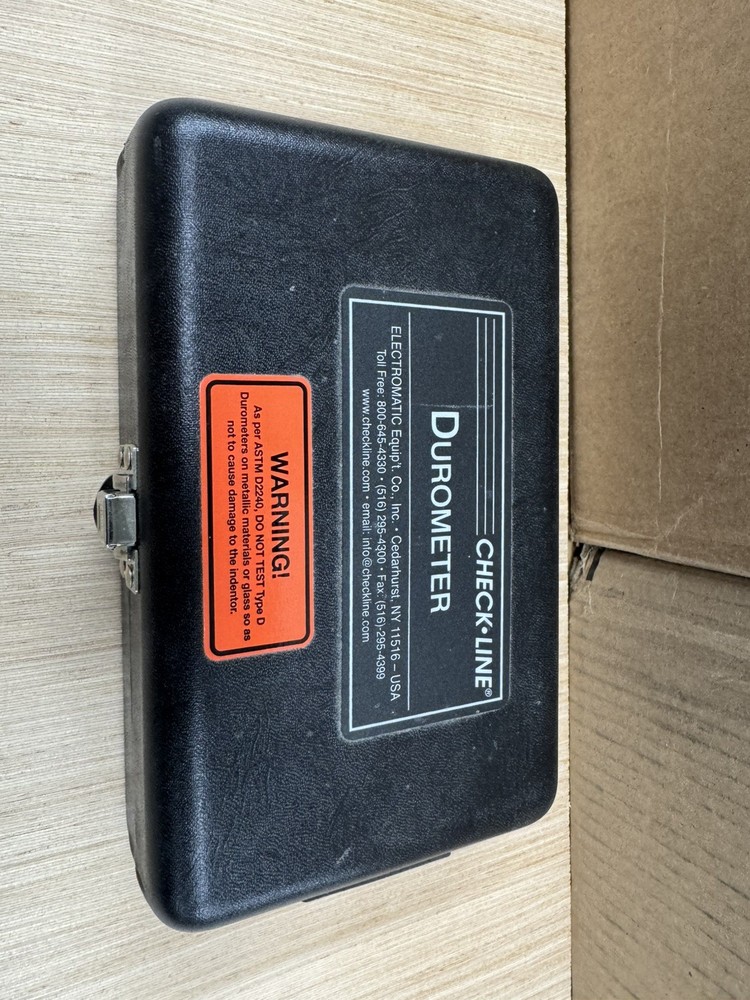 CHECK•LINE®
DUROMETER
ELECTROMATIC Equip't. Co., Inc. • Cedarhurst, NY 11516 – USA
Toll Free: 800-645-4330 • (516) 295-4300 • Fax: (516)-295-4399
www.checkline.com • email: info@checkline.com
WARNING!
As per ASTM D2240, DO NOT TEST Type D
Durometers on metallic materials or glass so as
not to cause damage to the indentor.